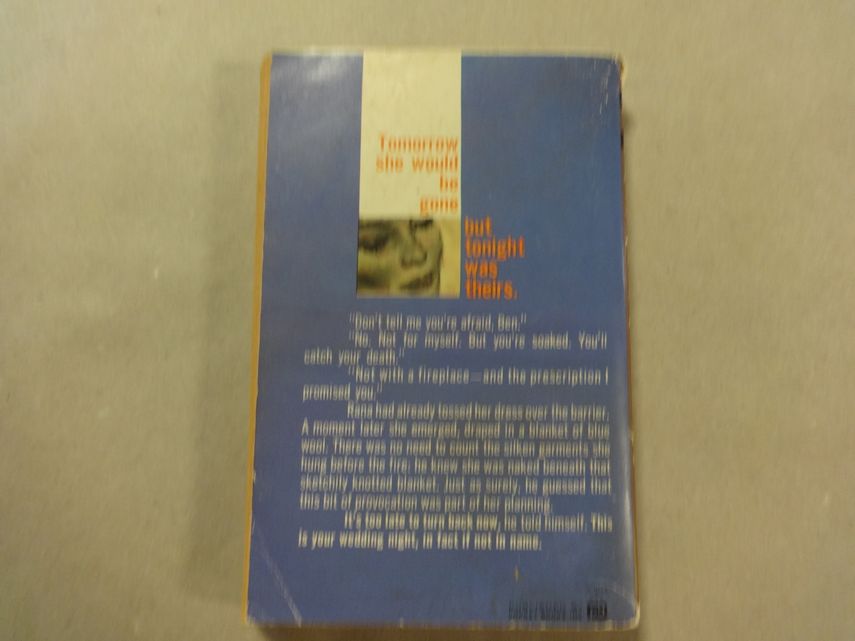 Tomorrow
she would
be
gone
but
tonight
was
theirs.
"Don't tell me you're afraid, Ben."
"No. Not for myself. But you're soaked. You'll
catch your death."
"Not with a fireplace—and the prescription I
promised you."
Rana had already tossed her dress over the barrier.
A moment later she emerged, draped in a blanket of blue
wool. There was no need to count the silken garments she
hung before the fire; he knew she was naked beneath that
sketchily knotted blanket. Just as surely, he guessed that
this bit of provocation was part of her planning.
It's too late to turn back now, he told himself. This
is your wedding night, in fact if not in name.